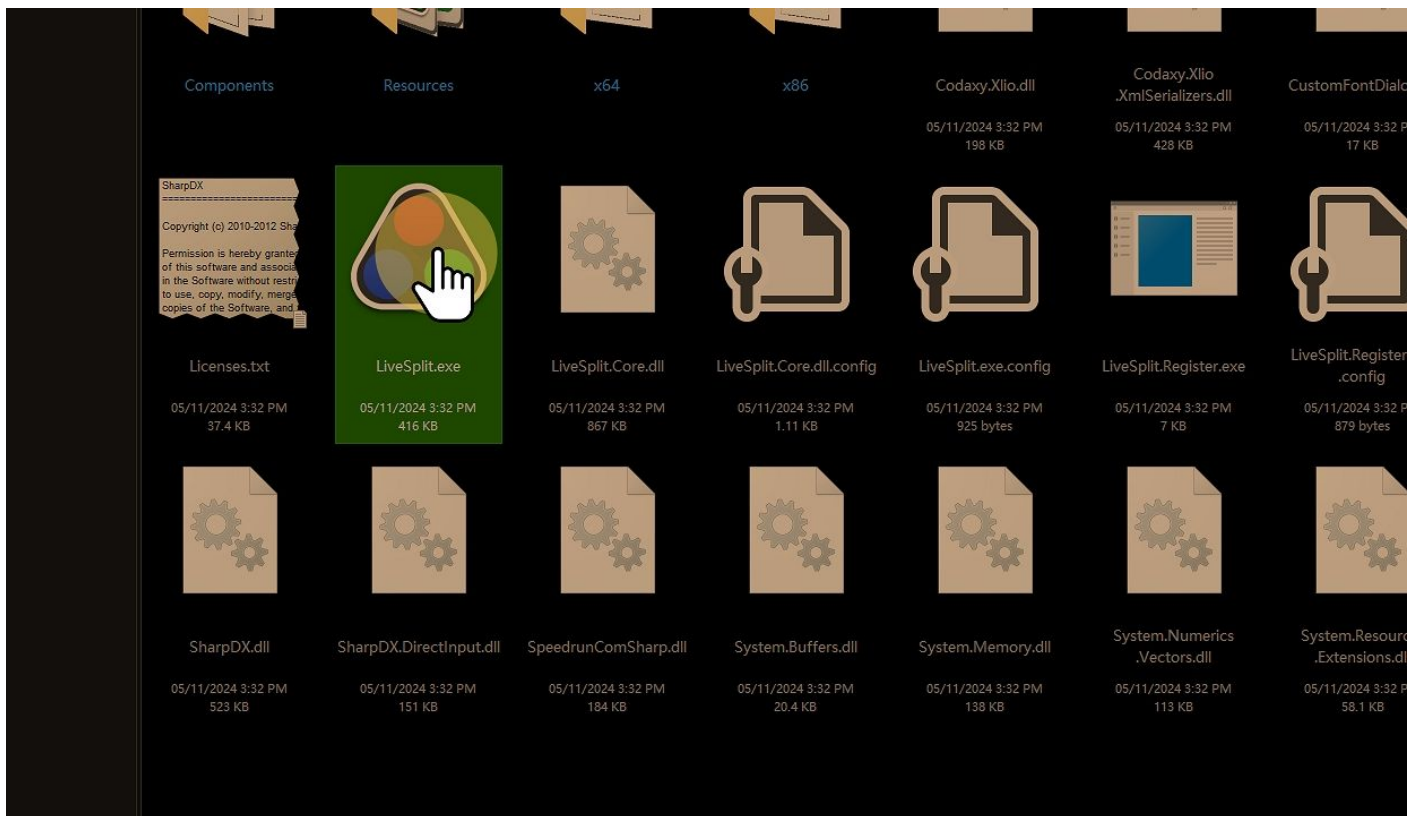 Components
Resources
x64
x86
Codaxy.Xlio.dll
05/11/2024 3:32 PM
198 KB
Codaxy.Xlio
.XmlSerializers.dll
05/11/2024 3:32 PM
428 KB
CustomFontDialo
05/11/2024 3:32 P
17 KB
SharpDX
Copyright (c) 2010-2012 Sha
Permission is hereby grante
of this software and associa
in the Software without restri
to use, copy, modify, merge
copies of the Software, and
Licenses.txt
05/11/2024 3:32 PM
37.4 KB
LiveSplit.exe
05/11/2024 3:32 PM
416 KB
LiveSplit.Core.dll
05/11/2024 3:32 PM
867 KB
LiveSplit.Core.dll.config
05/11/2024 3:32 PM
1.11 KB
LiveSplit.exe.config
05/11/2024 3:32 PM
925 bytes
LiveSplit.Register.exe
05/11/2024 3:32 PM
7 KB
LiveSplit.Register
.config
05/11/2024 3:32 P
879 bytes
SharpDX.dll
05/11/2024 3:32 PM
523 KB
SharpDX.DirectInput.dll
05/11/2024 3:32 PM
151 KB
SpeedrunComSharp.dll
05/11/2024 3:32 PM
184 KB
System.Buffers.dll
05/11/2024 3:32 PM
20.4 KB
System.Memory.dll
05/11/2024 3:32 PM
138 KB
System.Numerics
.Vectors.dll
05/11/2024 3:32 PM
113 KB
System.Resourc
.Extensions.dl
05/11/2024 3:32 P
58.1 KB